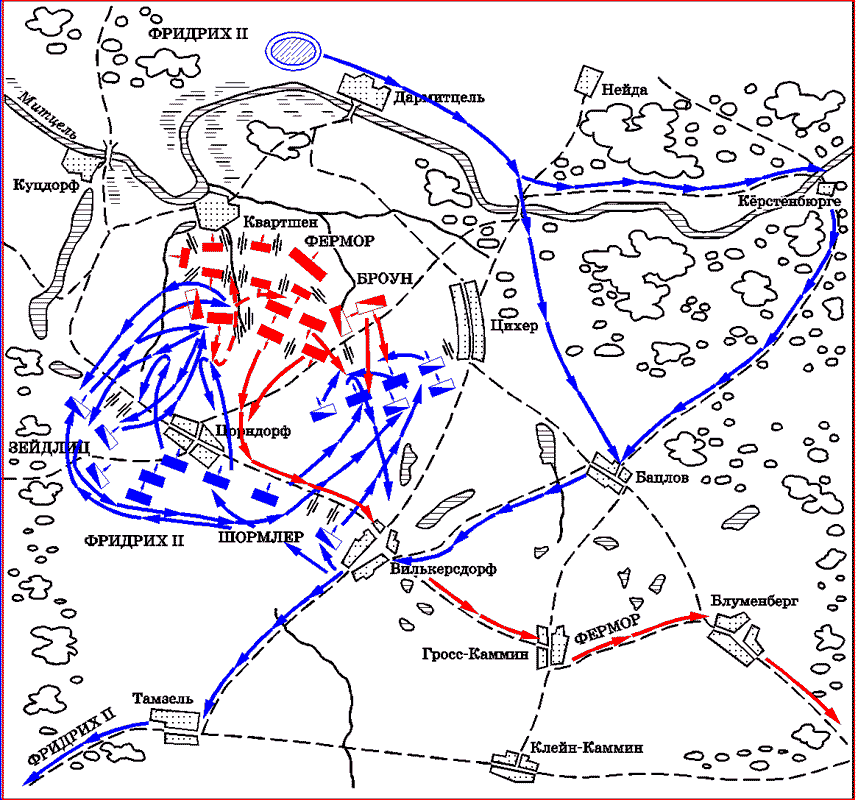 ФРИДРИХ II
Нейда
Дармитцель
Митцель
Куцдорф
Кёрстенбюрге
Квартшен
ФЕРМОР
БРОУН
Цихер
Цорндорф
ЗЕЙДЛИЦ
Бацлов
ФРИДРИХ II
ШОРМЛЕР
Вилькерсдорф
Блуменберг
ФЕРМОР
Гросс-Каммин
Тамзель
ФРИДРИХ II
Клейн-Каммин